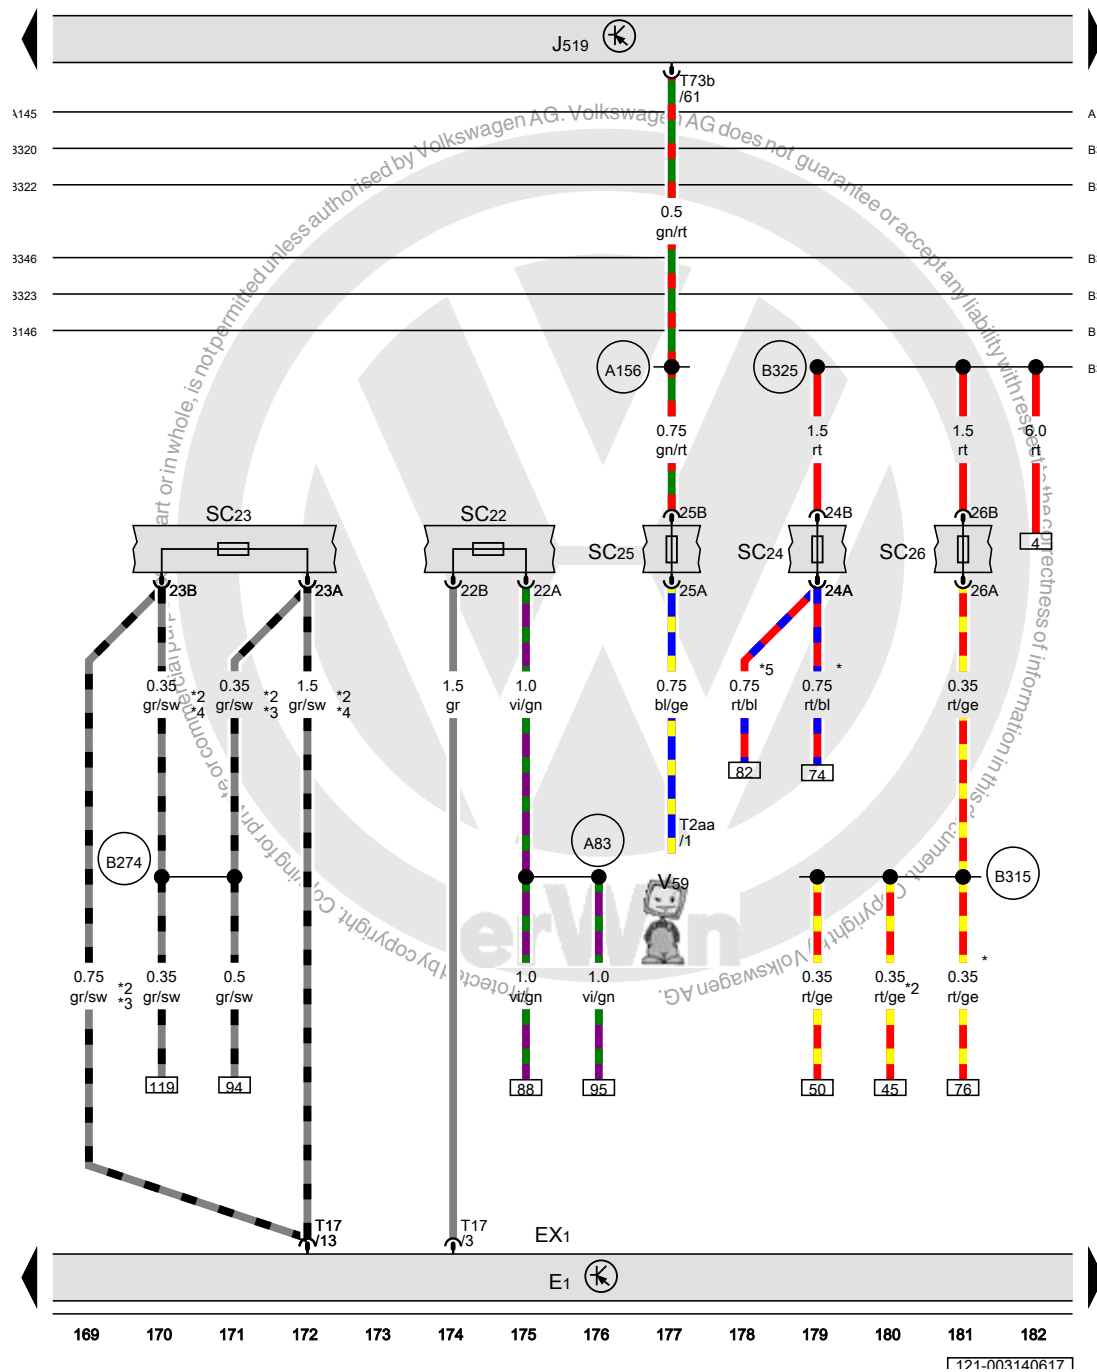 J519
T73b
/61
A145
B320
B322
B346
B323
B146
A
B
B
B
B
B
B
0.5
gn/rt
A156
B325
0.75
gn/rt
1.5
rt
1.5
rt
6.0
rt
4
SC23
SC22
SC25
SC24
SC26
25B
24B
26B
23B
23A
22B
22A
25A
24A
26A
0.35
gr/sw
*2
*4
0.35
gr/sw
*2
*3
1.5
gr/sw
*2
*4
1.5
gr
1.0
vi/gn
0.75
bl/ge
*5
0.75
rt/bl
*
0.75
rt/bl
0.35
rt/ge
82
74
T2aa
/1
V59
B274
A83
B315
erWin
0.75
gr/sw
*2
*3
0.35
gr/sw
0.5
gr/sw
1.0
vi/gn
1.0
vi/gn
0.35
rt/ge
0.35
rt/ge
*2
0.35
rt/ge
*
119
94
88
95
50
45
76
T17
/13
T17
/3
EX1
E1
169 170 171 172 173 174 175 176 177 178 179 180 181 182
121-003140617
Protected by copyright. Copying for private or commercial purposes, in part or in whole, is not permitted unless authorised by Volkswagen AG. Volkswagen AG does not guarantee or accept any liability with respect to the correctness of information in this document. Copyright by Volkswagen AG.